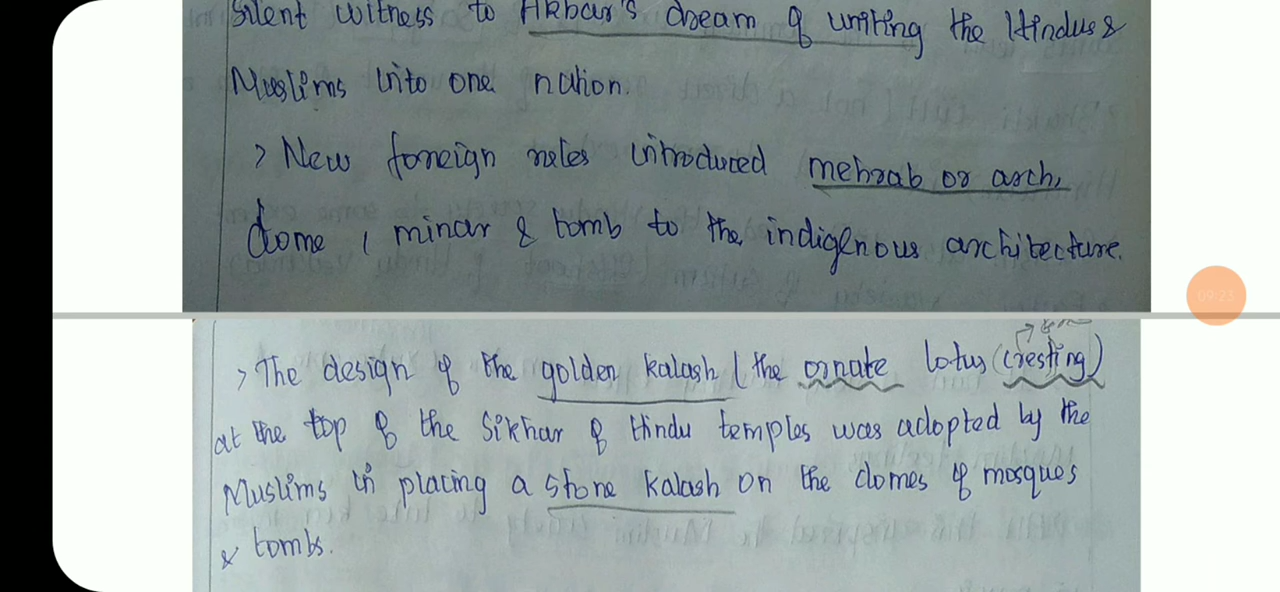 Silent witness to Akbar's dream of uniting the Hindus &
Muslims into one nation.
> New foreign rules introduced mehrab or arch,
dome, minar & tomb to the indigenous architecture.
09:23
> The design of the golden kalash (the ornate lotus (cresting)
at the top of the Sikhar of Hindu temples was adopted by the
Muslims in placing a stone kalash on the domes of mosques
& tombs.